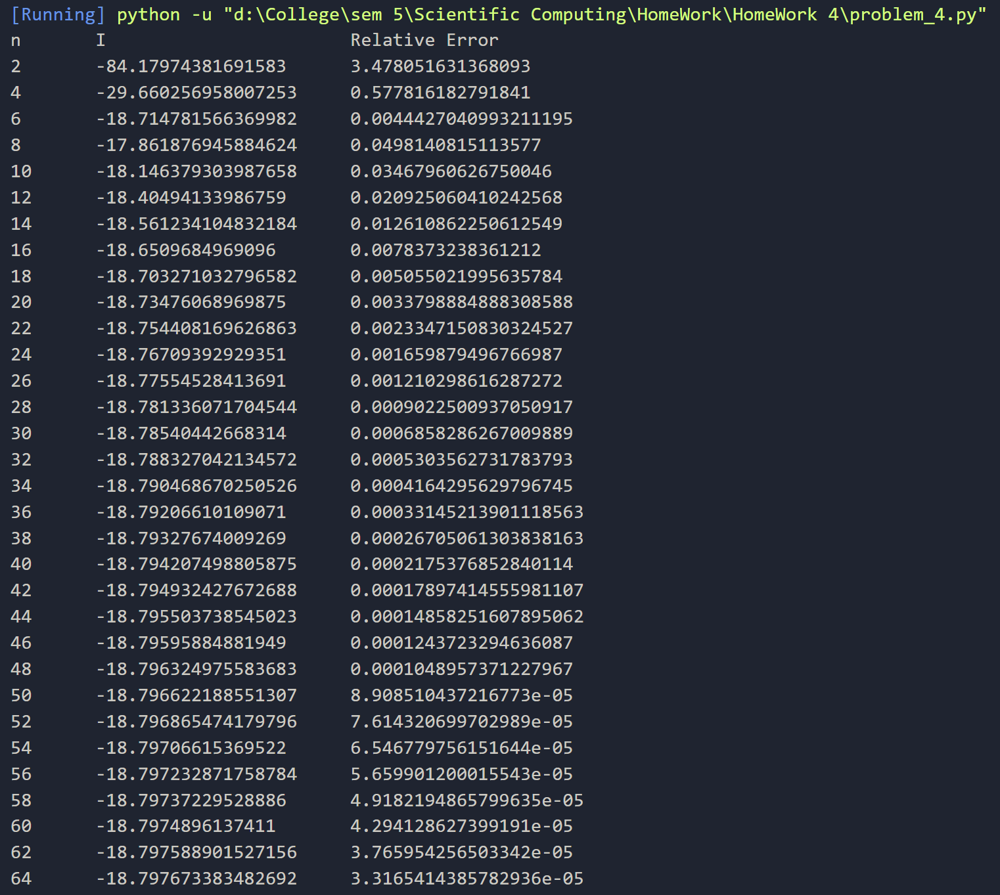 [Running] python -u "d:\College\sem 5\Scientific Computing\HomeWork\HomeWork 4\problem_4.py"
n I Relative Error
2 -84.17974381691583 3.478051631368093
4 -29.660256958007253 0.577816182791841
6 -18.714781566369982 0.0044427040993211195
8 -17.861876945884624 0.0498140815113577
10 -18.146379303987658 0.03467960626750046
12 -18.40494133986759 0.020925060410242568
14 -18.561234104832184 0.012610862250612549
16 -18.6509684969096 0.0078373238361212
18 -18.703271032796582 0.005055021995635784
20 -18.73476068969875 0.0033798884888308588
22 -18.754408169626863 0.0023347150830324527
24 -18.76709392929351 0.001659879496766987
26 -18.77554528413691 0.001210298616287272
28 -18.781336071704544 0.0009022500937050917
30 -18.78540442668314 0.0006858286267009889
32 -18.788327042134572 0.0005303562731783793
34 -18.790468670250526 0.0004164295629796745
36 -18.79206610109071 0.00033145213901118563
38 -18.79327674009269 0.00026705061303838163
40 -18.794207498805875 0.0002175376852840114
42 -18.794932427672688 0.00017897414555981107
44 -18.795503738545023 0.00014858251607895062
46 -18.79595884881949 0.0001243723294636087
48 -18.796324975583683 0.0001048957371227967
50 -18.796622188551307 8.908510437216773e-05
52 -18.796865474179796 7.614320699702989e-05
54 -18.79706615369522 6.546779756151644e-05
56 -18.797232871758784 5.659901200015543e-05
58 -18.79737229528886 4.9182194865799635e-05
60 -18.7974896137411 4.294128627399191e-05
62 -18.797588901527156 3.765954256503342e-05
64 -18.797673383482692 3.3165414385782936e-05